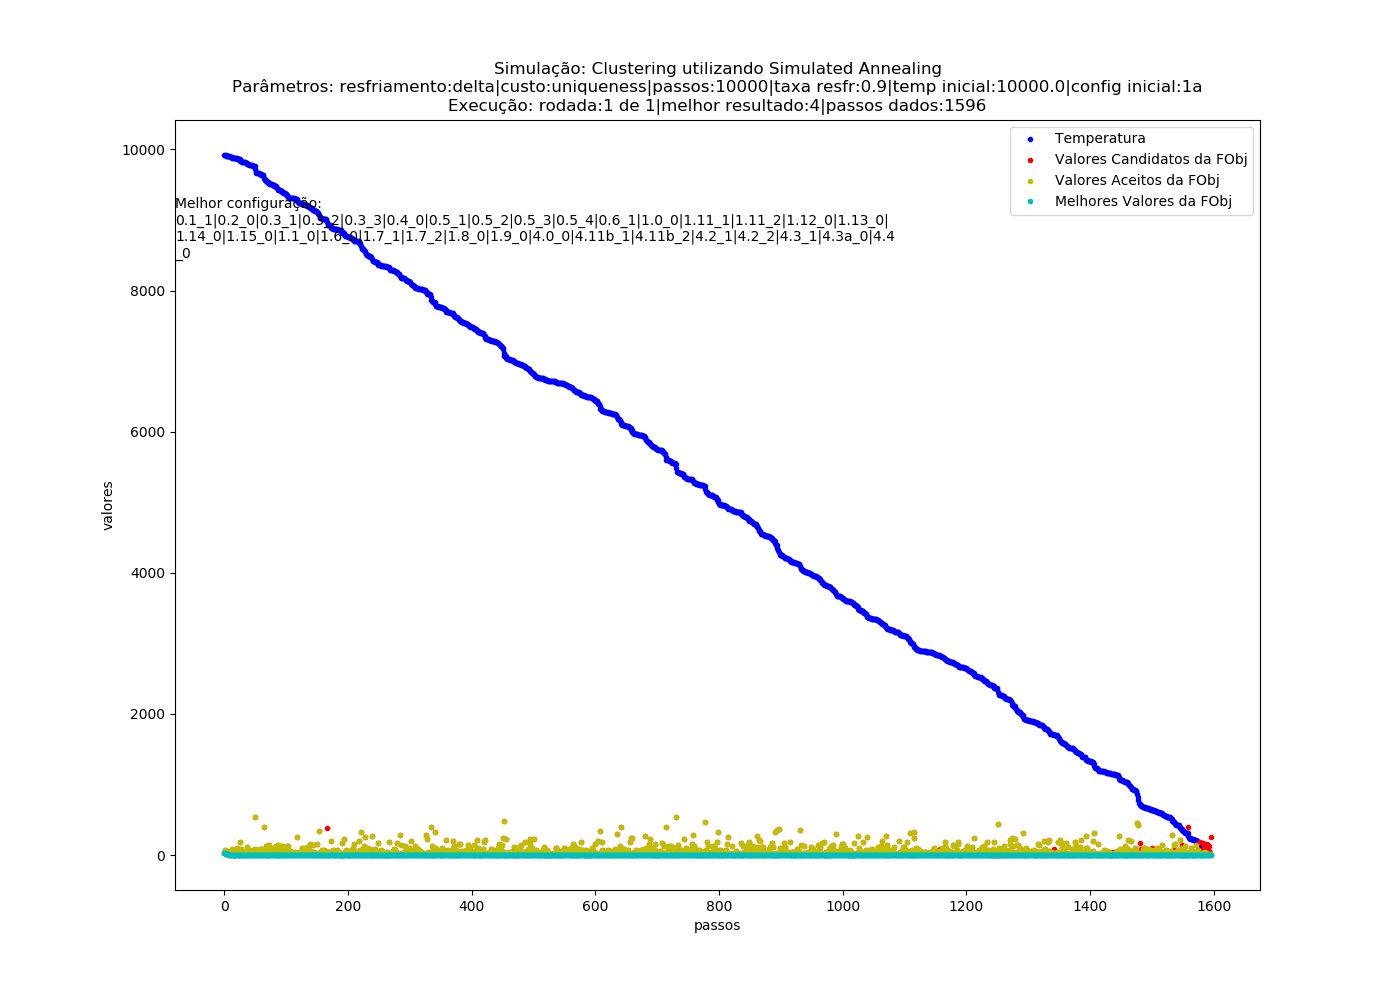 Simulação: Clustering utilizando Simulated Annealing
Parâmetros: resfriamento:delta|custo:uniqueness|passos:10000|taxa resfr:0.9|temp inicial:10000.0|config inicial:1a
Execução: rodada:1 de 1|melhor resultado:4|passos dados:1596
Temperatura
Valores Candidatos da FObj
Valores Aceitos da FObj
Melhores Valores da FObj
Melhor configuração:
0.1_1|0.2_0|0.3_1|0.3_2|0.3_3|0.4_0|0.5_1|0.5_2|0.5_3|0.5_4|0.6_1|1.0_0|1.11_1|1.11_2|1.12_0|1.13_0|
1.14_0|1.15_0|1.1_0|1.6_0|1.7_1|1.7_2|1.8_0|1.9_0|4.0_0|4.11b_1|4.11b_2|4.2_1|4.2_2|4.3_1|4.3a_0|4.4
_0
10000
8000
6000
4000
2000
0
valores
0 200 400 600 800 1000 1200 1400 1600
passos